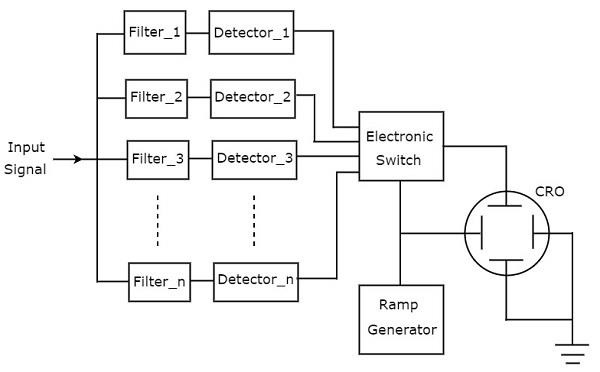 Filter_1 Detector_1
Filter_2 Detector_2
Input
Signal
Filter_3 Detector_3
Filter_n Detector_n
Electronic
Switch
CRO
Ramp
Generator